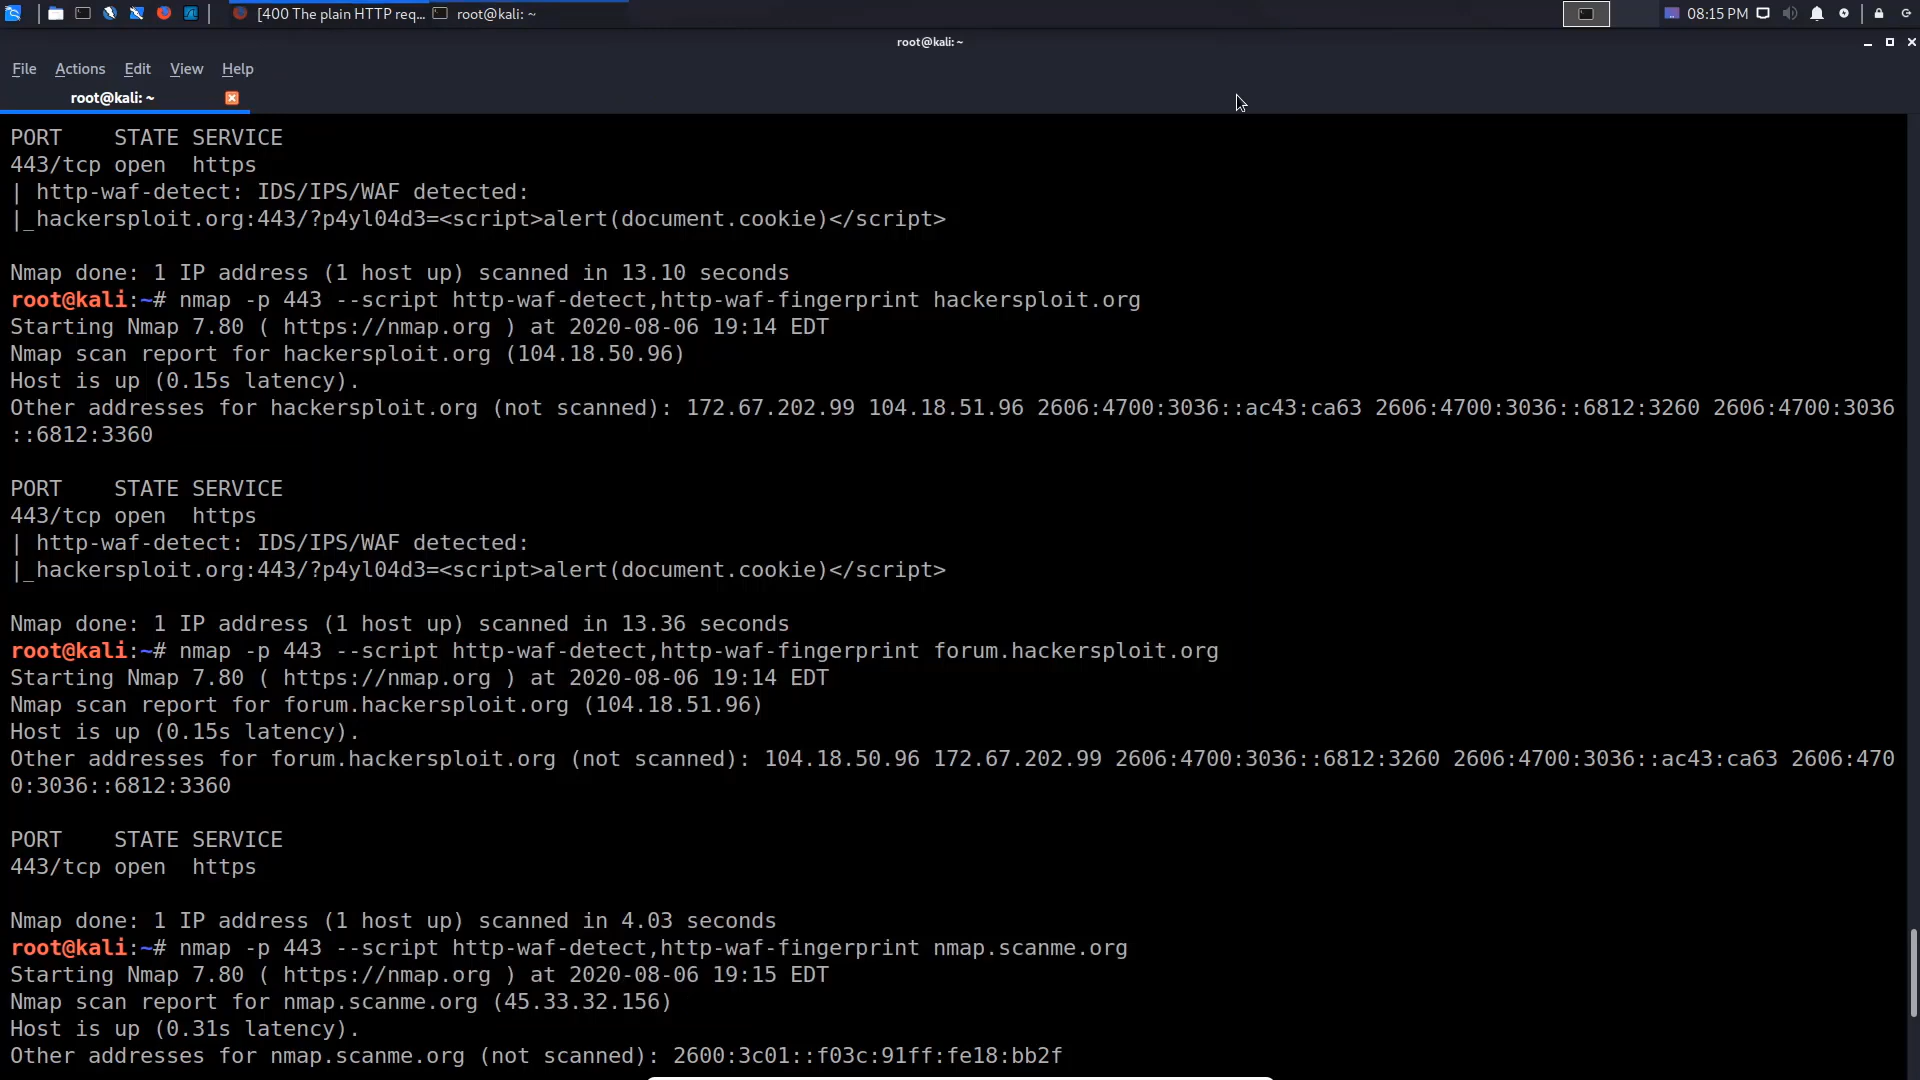 [400 The plain HTTP req...
root@kali: ~
08:15 PM
root@kali: ~
File Actions Edit View Help
root@kali: ~
PORT    STATE SERVICE
443/tcp open  https
| http-waf-detect: IDS/IPS/WAF detected:
|_hackersploit.org:443/?p4yl04d3=<script>alert(document.cookie)</script>
Nmap done: 1 IP address (1 host up) scanned in 13.10 seconds
root@kali:~# nmap -p 443 --script http-waf-detect,http-waf-fingerprint hackersploit.org
Starting Nmap 7.80 ( https://nmap.org ) at 2020-08-06 19:14 EDT
Nmap scan report for hackersploit.org (104.18.50.96)
Host is up (0.15s latency).
Other addresses for hackersploit.org (not scanned): 172.67.202.99 104.18.51.96 2606:4700:3036::ac43:ca63 2606:4700:3036::6812:3260 2606:4700:3036
::6812:3360
PORT    STATE SERVICE
443/tcp open  https
| http-waf-detect: IDS/IPS/WAF detected:
|_hackersploit.org:443/?p4yl04d3=<script>alert(document.cookie)</script>
Nmap done: 1 IP address (1 host up) scanned in 13.36 seconds
root@kali:~# nmap -p 443 --script http-waf-detect,http-waf-fingerprint forum.hackersploit.org
Starting Nmap 7.80 ( https://nmap.org ) at 2020-08-06 19:14 EDT
Nmap scan report for forum.hackersploit.org (104.18.51.96)
Host is up (0.15s latency).
Other addresses for forum.hackersploit.org (not scanned): 104.18.50.96 172.67.202.99 2606:4700:3036::6812:3260 2606:4700:3036::ac43:ca63 2606:470
0:3036::6812:3360
PORT    STATE SERVICE
443/tcp open  https
Nmap done: 1 IP address (1 host up) scanned in 4.03 seconds
root@kali:~# nmap -p 443 --script http-waf-detect,http-waf-fingerprint nmap.scanme.org
Starting Nmap 7.80 ( https://nmap.org ) at 2020-08-06 19:15 EDT
Nmap scan report for nmap.scanme.org (45.33.32.156)
Host is up (0.31s latency).
Other addresses for nmap.scanme.org (not scanned): 2600:3c01::f03c:91ff:fe18:bb2f